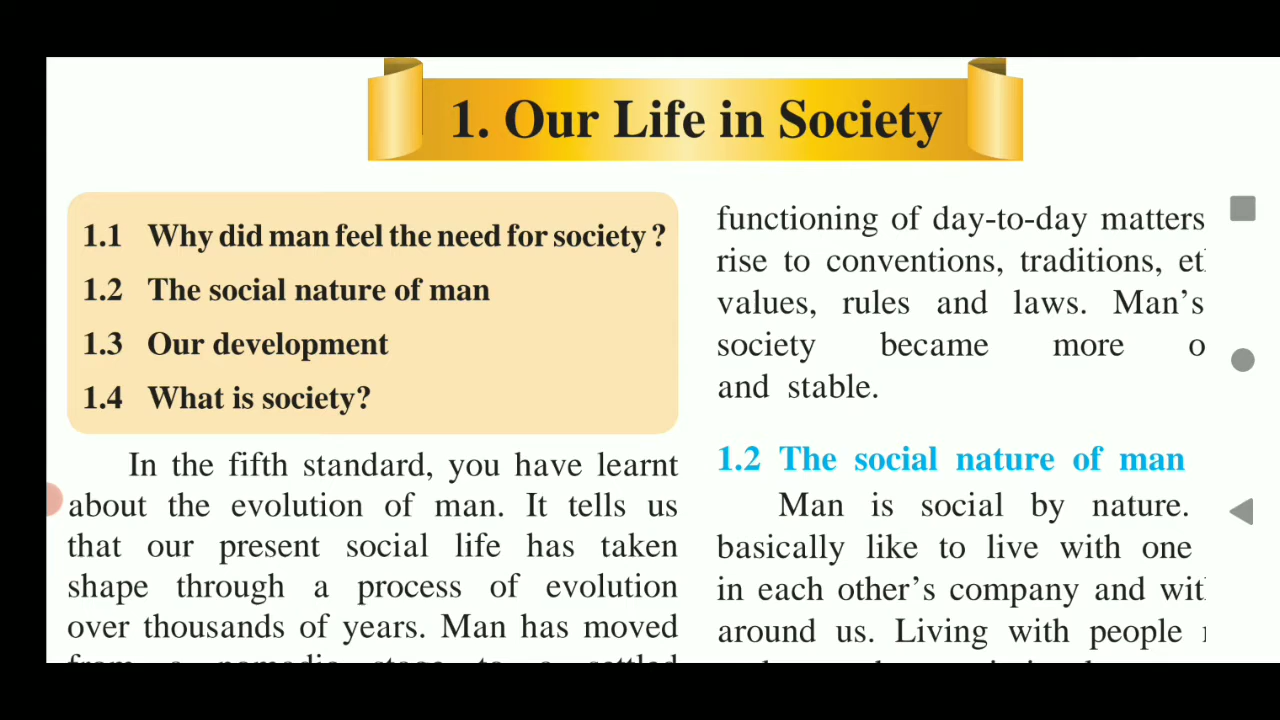 1. Our Life in Society
1.1 Why did man feel the need for society ?
1.2 The social nature of man
1.3 Our development
1.4 What is society?
In the fifth standard, you have learnt
about the evolution of man. It tells us
that our present social life has taken
shape through a process of evolution
over thousands of years. Man has moved
from a nomadic stage to a settled
functioning of day-to-day matters
rise to conventions, traditions,
values, rules and laws. Man's
society became more
and stable.
1.2 The social nature of man
Man is social by nature.
basically like to live with one
in each other's company and
around us. Living with people